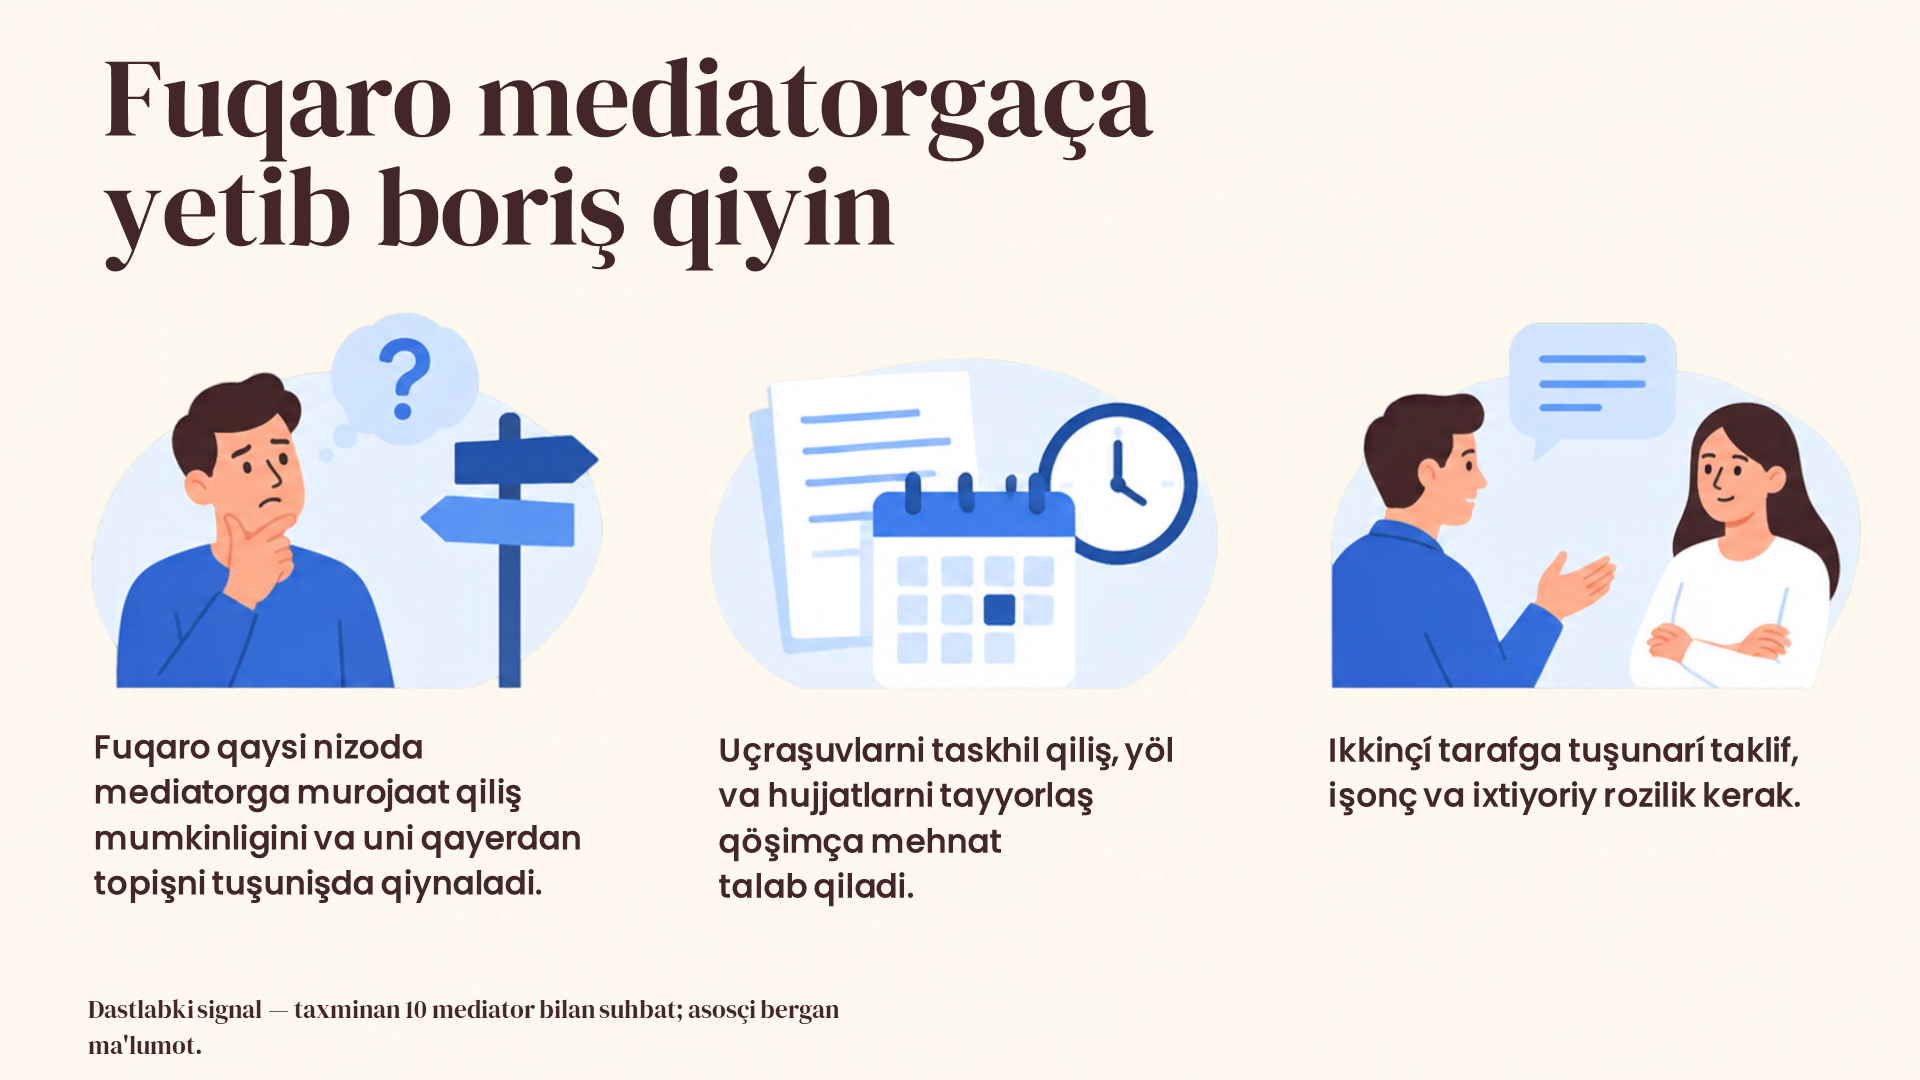 Fuqaro mediatorgaça
yetib boriş qiyin
?
Fuqaro qaysi nizoda
mediatorga murojaat qiliş
mumkinligini va uni qayerdan
topişni tuşunişda qiynaladi.
Uçraşuvlarni taskhil qiliş, yöl
va hujjatlarni tayyorlaş
qöşimça mehnat
talab qiladi.
Ikkinçí tarafga tuşunarí taklif,
işonç va ixtiyoriy rozilik kerak.
Dastlabki signal — taxminan 10 mediator bilan suhbat; asosçi bergan
ma'lumot.